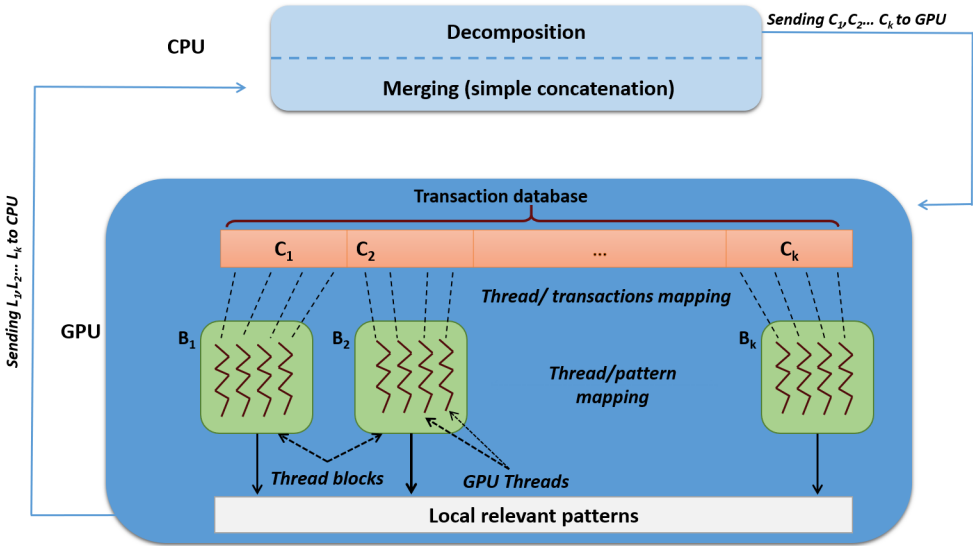 Sending C₁,C₂... Cₖ to GPU
CPU
Decomposition
Merging (simple concatenation)
Transaction database
C₁
C₂
...
Cₖ
Thread/ transactions mapping
Sending L₁,L₂... Lₖ to CPU
GPU
B₁
B₂
Bₖ
Thread/pattern
mapping
Thread blocks
GPU Threads
Local relevant patterns